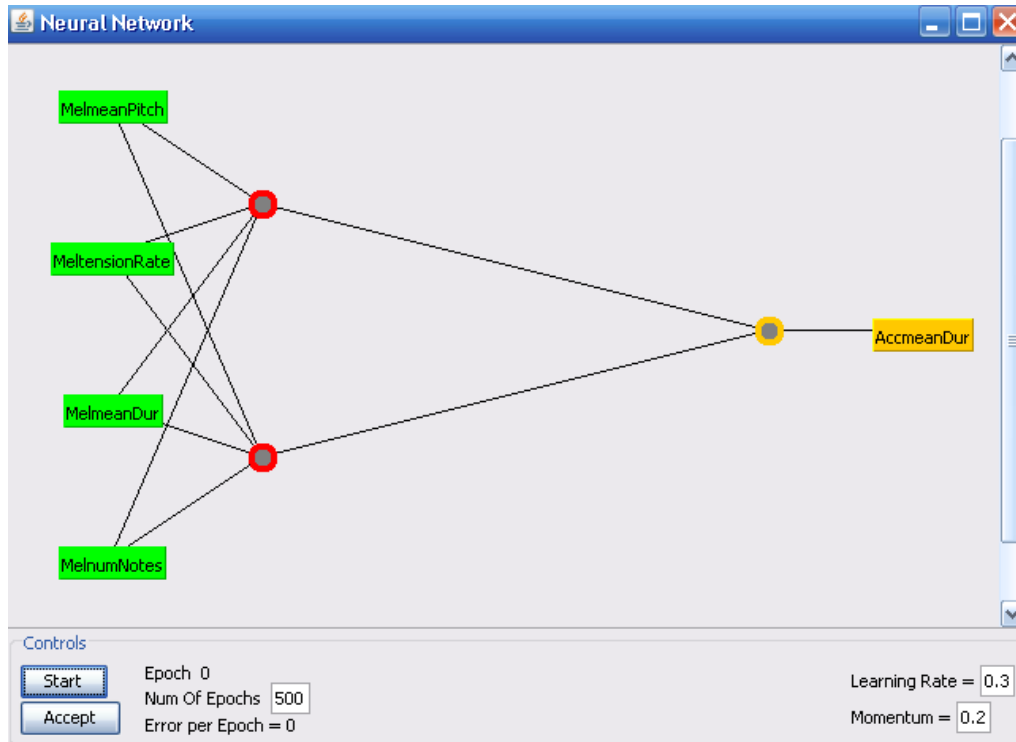 Neural Network
MelmeanPitch
MeltensionRate
AccmeanDur
MelmeanDur
MelnumNotes
Controls
Start
Epoch 0
Num Of Epochs 500
Accept
Error per Epoch = 0
Learning Rate = 0.3
Momentum = 0.2